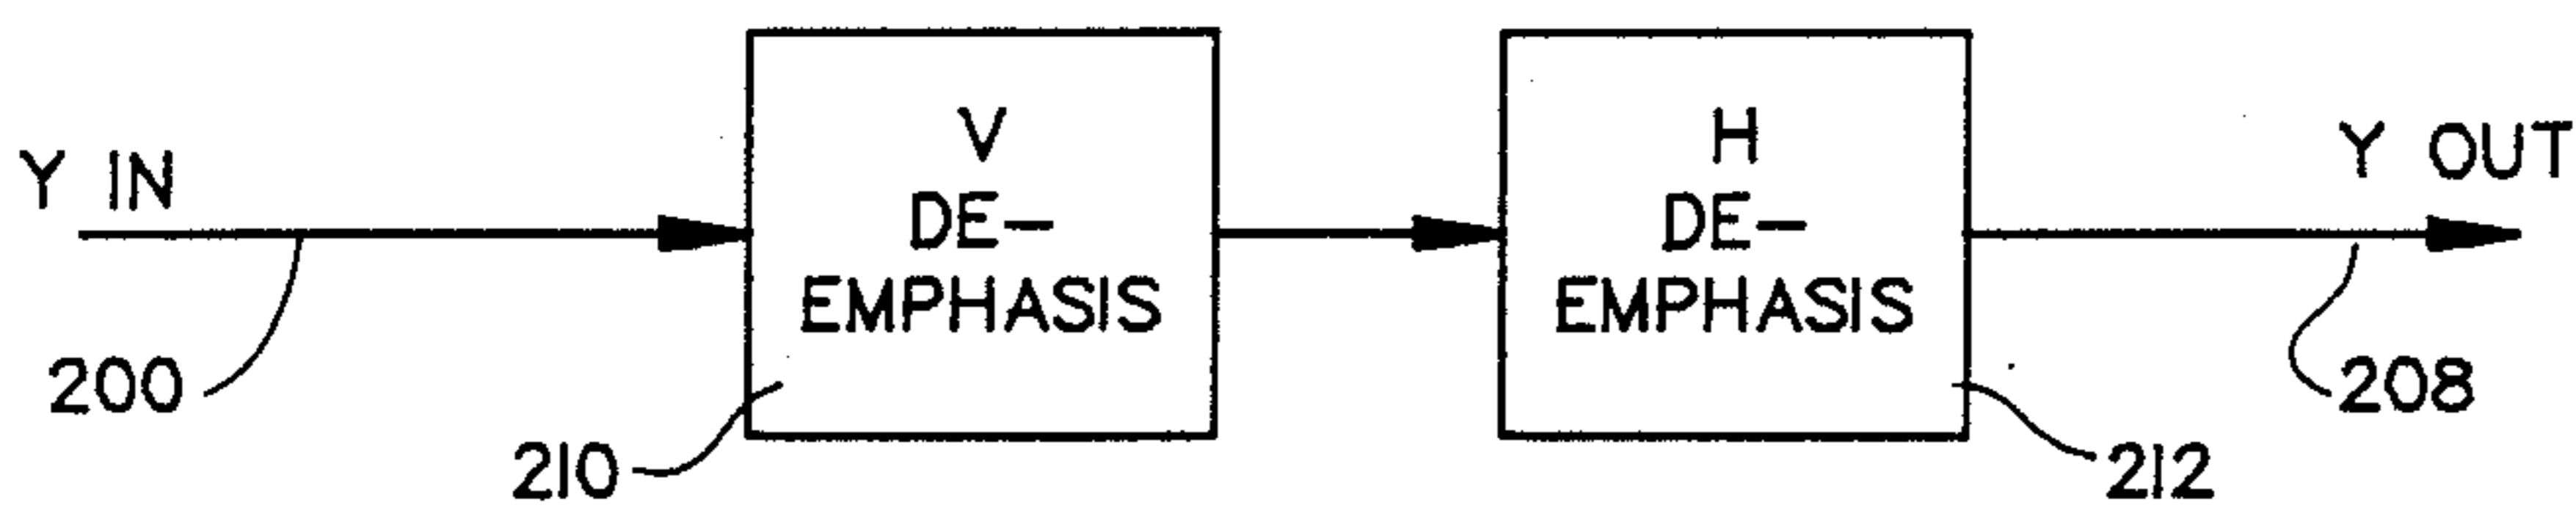 Y IN
V
DE-
EMPHASIS
H
DE-
EMPHASIS
Y OUT
200
210
212
208